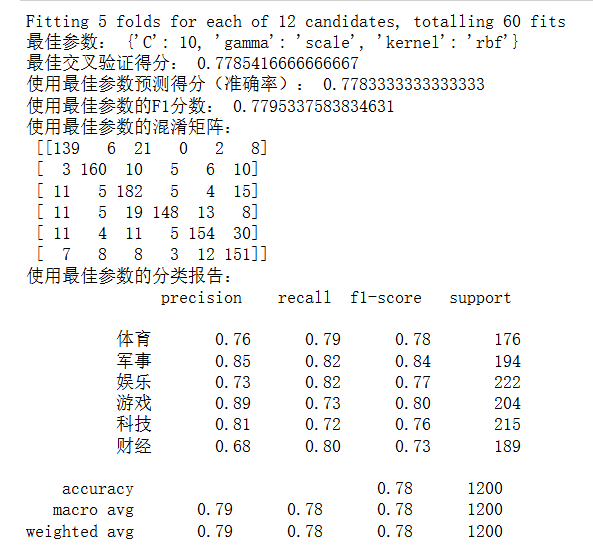 Fitting 5 folds for each of 12 candidates, totalling 60 fits
最佳参数: {'C': 10, 'gamma': 'scale', 'kernel': 'rbf'}
最佳交叉验证得分: 0.7785416666666667
使用最佳参数预测得分（准确率）: 0.7783333333333333
使用最佳参数的F1分数: 0.7795337583834631
使用最佳参数的混淆矩阵:
[[139   6  21   0   2   8]
[  3 160  10   5   6  10]
[ 11   5 182   5   4  15]
[ 11   5  19 148  13   8]
[ 11   4  11   5 154  30]
[  7   8   8   3  12 151]]
使用最佳参数的分类报告:
precision    recall  f1-score   support
体育       0.76      0.79      0.78       176
军事       0.85      0.82      0.84       194
娱乐       0.73      0.82      0.77       222
游戏       0.89      0.73      0.80       204
科技       0.81      0.72      0.76       215
财经       0.68      0.80      0.73       189
accuracy                           0.78      1200
macro avg       0.79      0.78      0.78      1200
weighted avg       0.79      0.78      0.78      1200